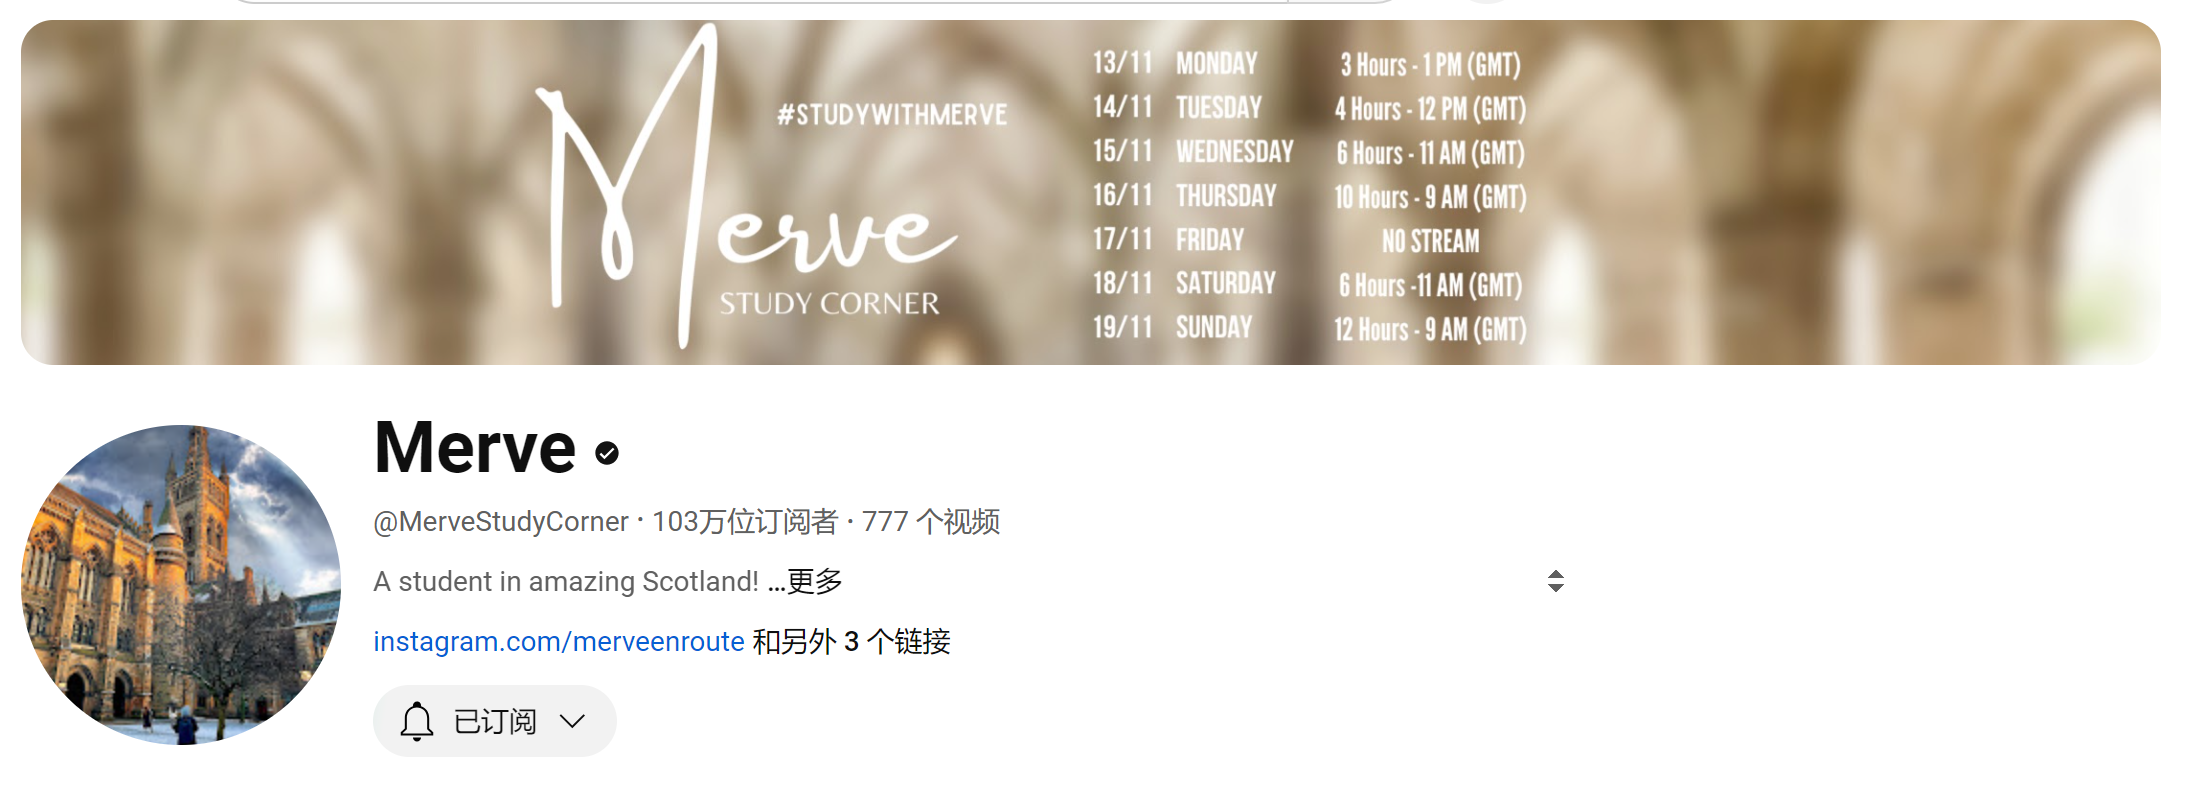 Merve
#STUDYWITHMERVE
STUDY CORNER
13/11 MONDAY 3 Hours - 1 PM (GMT)
14/11 TUESDAY 4 Hours - 12 PM (GMT)
15/11 WEDNESDAY 6 Hours - 11 AM (GMT)
16/11 THURSDAY 10 Hours - 9 AM (GMT)
17/11 FRIDAY NO STREAM
18/11 SATURDAY 6 Hours -11 AM (GMT)
19/11 SUNDAY 12 Hours - 9 AM (GMT)
Merve
@MerveStudyCorner · 103万位订阅者 · 777 个视频
A student in amazing Scotland! ...更多
instagram.com/merveenroute 和另外 3 个链接
已订阅